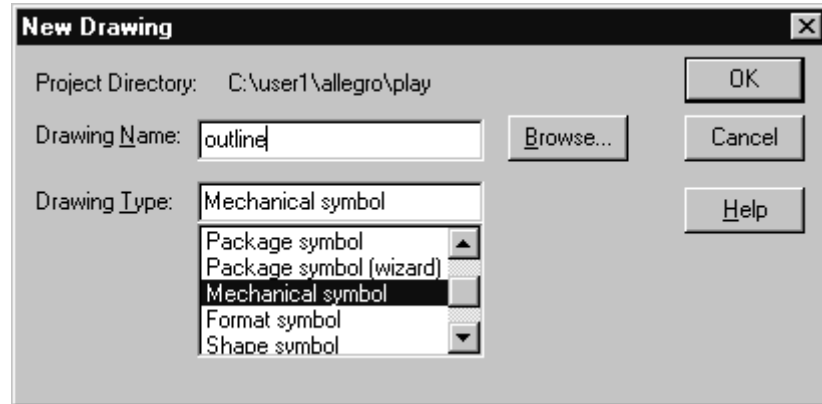 New Drawing
Project Directory: C:\user1\allegro\play
OK
Drawing Name: outline
Browse...
Cancel
Drawing Type: Mechanical symbol
Help
Package symbol
Package symbol (wizard)
Mechanical symbol
Format symbol
Shape symbol